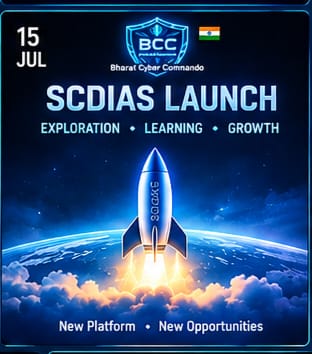 15
JUL
BCC
Bharat Cyber Commando
SCDIAS LAUNCH
EXPLORATION • LEARNING • GROWTH
New Platform • New Opportunities